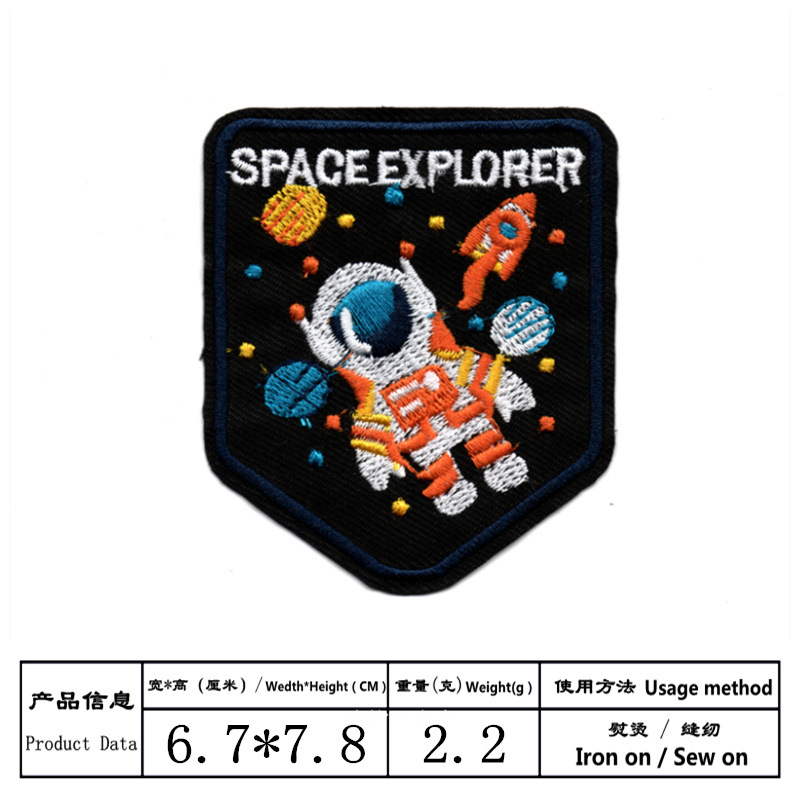 SPACE EXPLORER
产品信息
Product Data
宽*高（厘米）/ Wedth*Height ( CM )
6.7*7.8
重量(克) Weight(g)
2.2
使用方法 Usage method
熨烫 / 缝纫
Iron on / Sew on